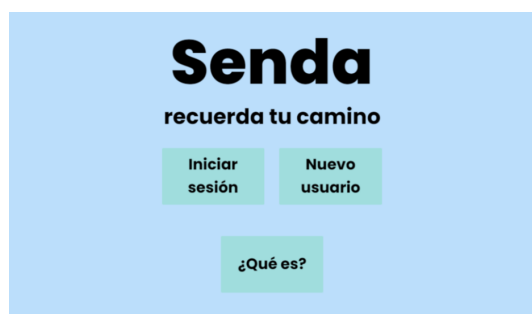 Senda
recuerda tu camino
Iniciar
sesión
Nuevo
usuario
¿Qué es?